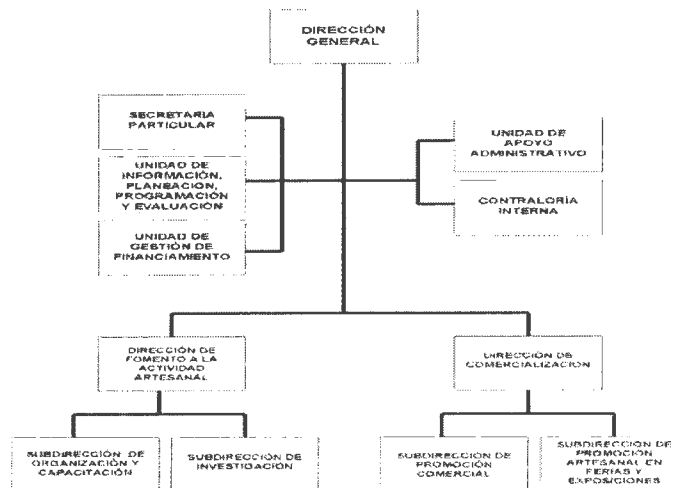 DIRECCIÓN
GENERAL
SECRETARIA
PARTICULAR
UNIDAD DE
INFORMACIÓN,
PLANEACIÓN,
PROGRAMACIÓN
Y EVALUACIÓN
UNIDAD DE
GESTIÓN DE
FINANCIAMIENTO
UNIDAD DE
APOYO
ADMINISTRATIVO
CONTRALORÍA
INTERNA
DIRECCIÓN DE
FOMENTO A LA
ACTIVIDAD
ARTESANAL
DIRECCIÓN DE
COMERCIALIZACIÓN
SUBDIRECCIÓN DE
ORGANIZACIÓN Y
CAPACITACIÓN
SUBDIRECCIÓN DE
INVESTIGACIÓN
SUBDIRECCIÓN DE
PROMOCIÓN
COMERCIAL
SUBDIRECCIÓN DE
PROMOCIÓN
ARTESANAL EN
FERIAS Y
EXPOSICIONES